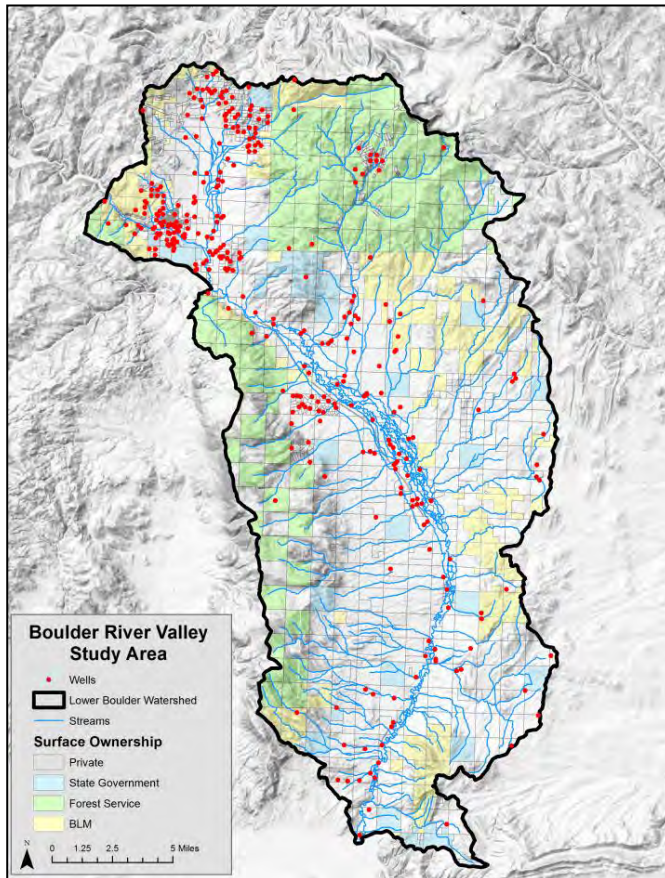 Boulder River Valley
Study Area
Wells
Lower Boulder Watershed
Streams
Surface Ownership
Private
State Government
Forest Service
BLM
N
0 1.25 2.5 5 Miles